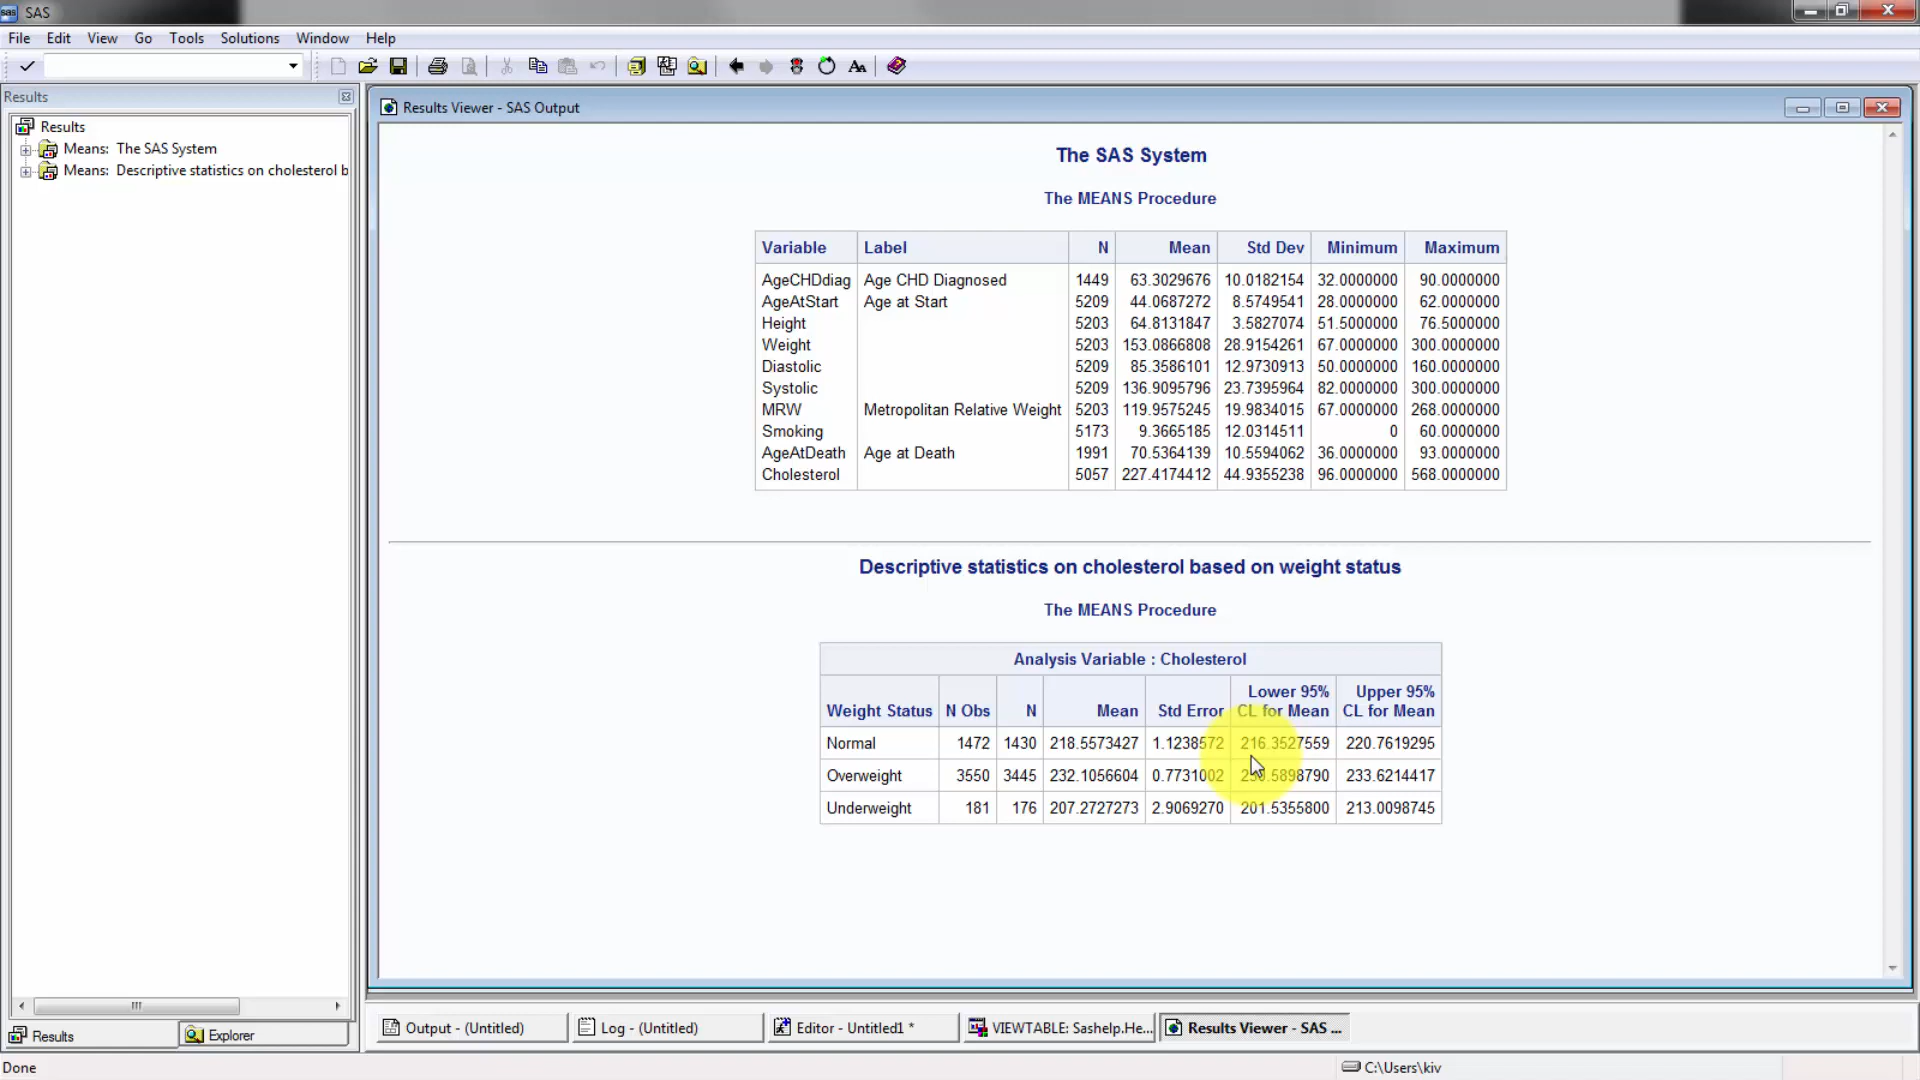 SAS
File Edit View Go Tools Solutions Window Help
Results
Results Viewer - SAS Output
Results
Means: The SAS System
Means: Descriptive statistics on cholesterol b
The SAS System
The MEANS Procedure
Variable Label N Mean Std Dev Minimum Maximum
AgeCHDdiag Age CHD Diagnosed 1449 63.3029676 10.0182154 32.0000000 90.0000000
AgeAtStart Age at Start 5209 44.0687272 8.5749541 28.0000000 62.0000000
Height 5203 64.8131847 3.5827074 51.5000000 76.5000000
Weight 5203 153.0866808 28.9154261 67.0000000 300.0000000
Diastolic 5209 85.3586101 12.9730913 50.0000000 160.0000000
Systolic 5209 136.9095796 23.7395964 82.0000000 300.0000000
MRW Metropolitan Relative Weight 5203 119.9575245 19.9834015 67.0000000 268.0000000
Smoking 5173 9.3665185 12.0314511 0 60.0000000
AgeAtDeath Age at Death 1991 70.5364139 10.5594062 36.0000000 93.0000000
Cholesterol 5057 227.4174412 44.9355238 96.0000000 568.0000000
Descriptive statistics on cholesterol based on weight status
The MEANS Procedure
Analysis Variable : Cholesterol
Lower 95% Upper 95%
Weight Status N Obs N Mean Std Error CL for Mean CL for Mean
Normal 1472 1430 218.5573427 1.1238572 216.3527559 220.7619295
Overweight 3550 3445 232.1056604 0.7731002 230.5898790 233.6214417
Underweight 181 176 207.2727273 2.9069270 201.5355800 213.0098745
Results Explorer
Output - (Untitled) Log - (Untitled) Editor - Untitled1 * VIEWTABLE: Sashelp.He... Results Viewer - SAS ...
Done C:\Users\kiv